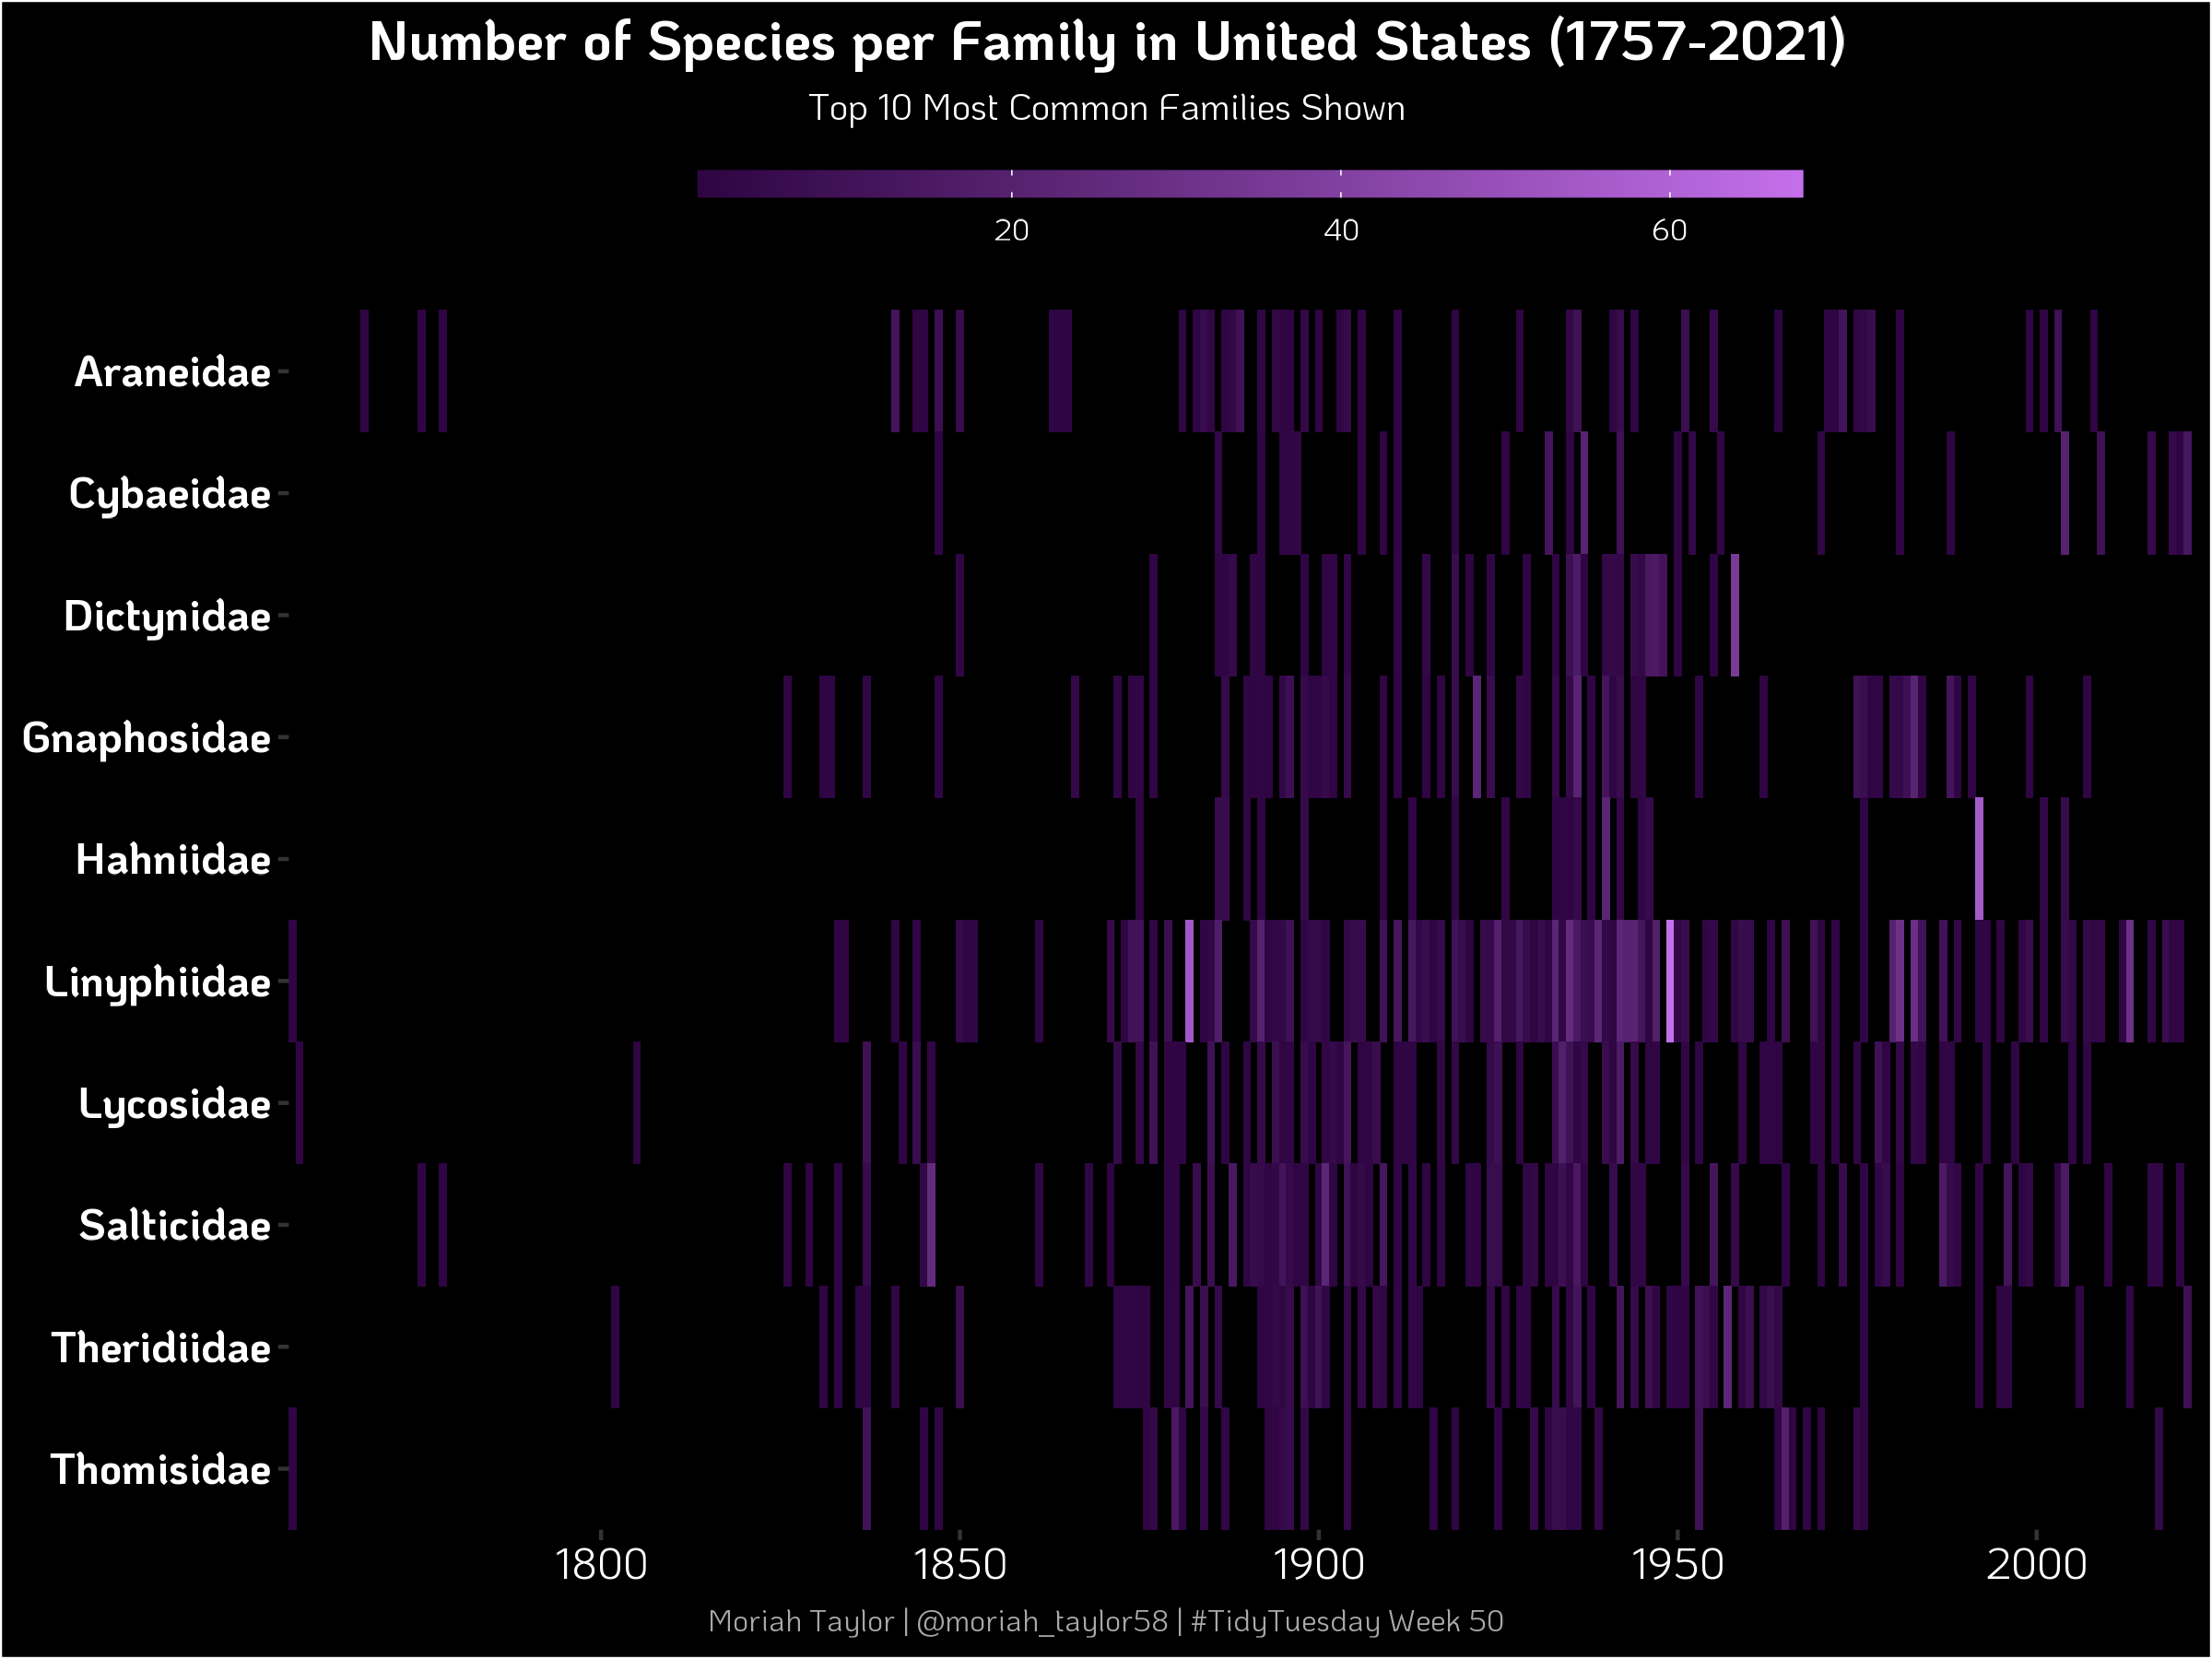 Number of Species per Family in United States (1757-2021)
Top 10 Most Common Families Shown
20 40 60
Araneidae
Cybaeidae
Dictynidae
Gnaphosidae
Hahniidae
Linyphiidae
Lycosidae
Salticidae
Theridiidae
Thomisidae
1800 1850 1900 1950 2000
Moriah Taylor | @moriah_taylor58 | #TidyTuesday Week 50